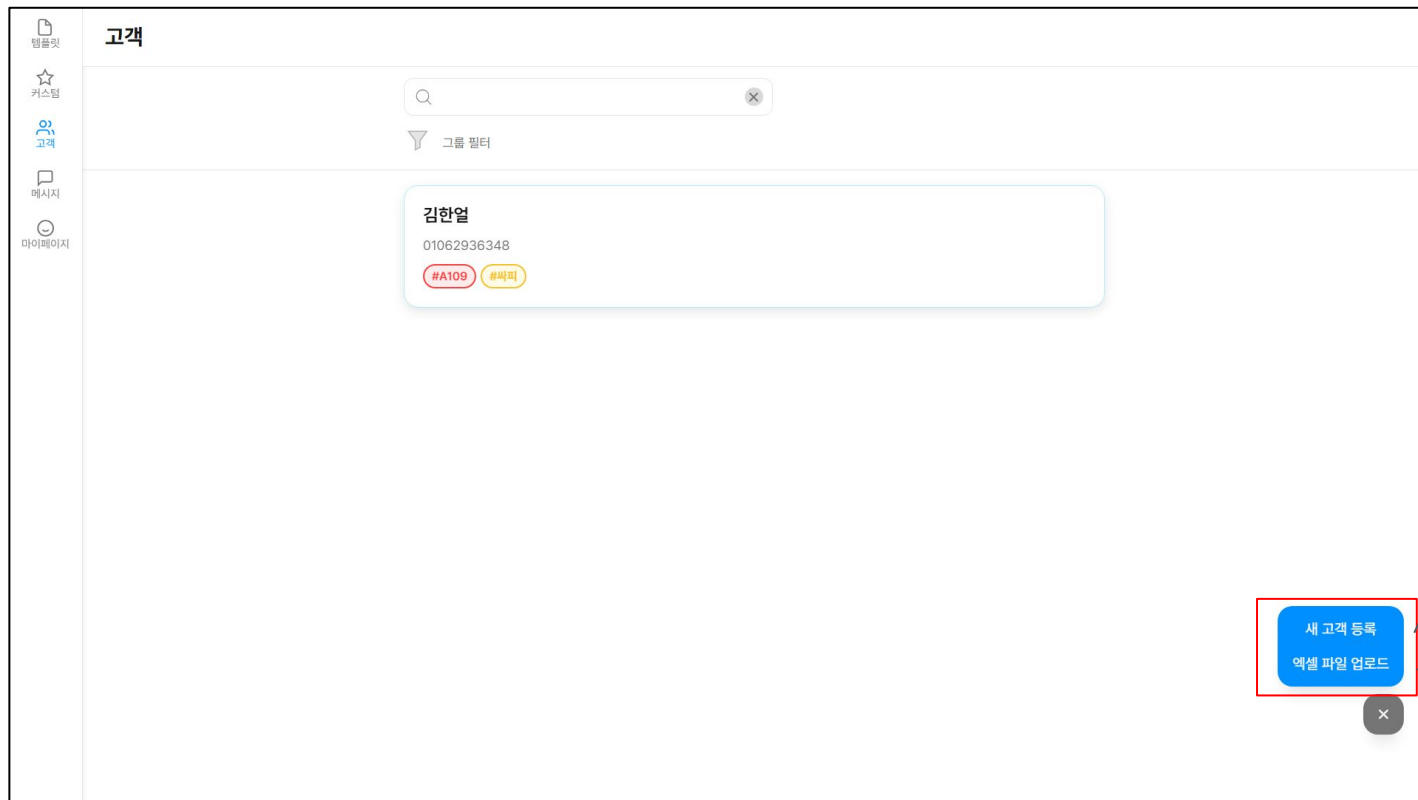 템플릿
커스텀
고객
메시지
마이페이지
고객
그룹 필터
김한얼
01062936348
#A109 #싸피
새 고객 등록
엑셀 파일 업로드